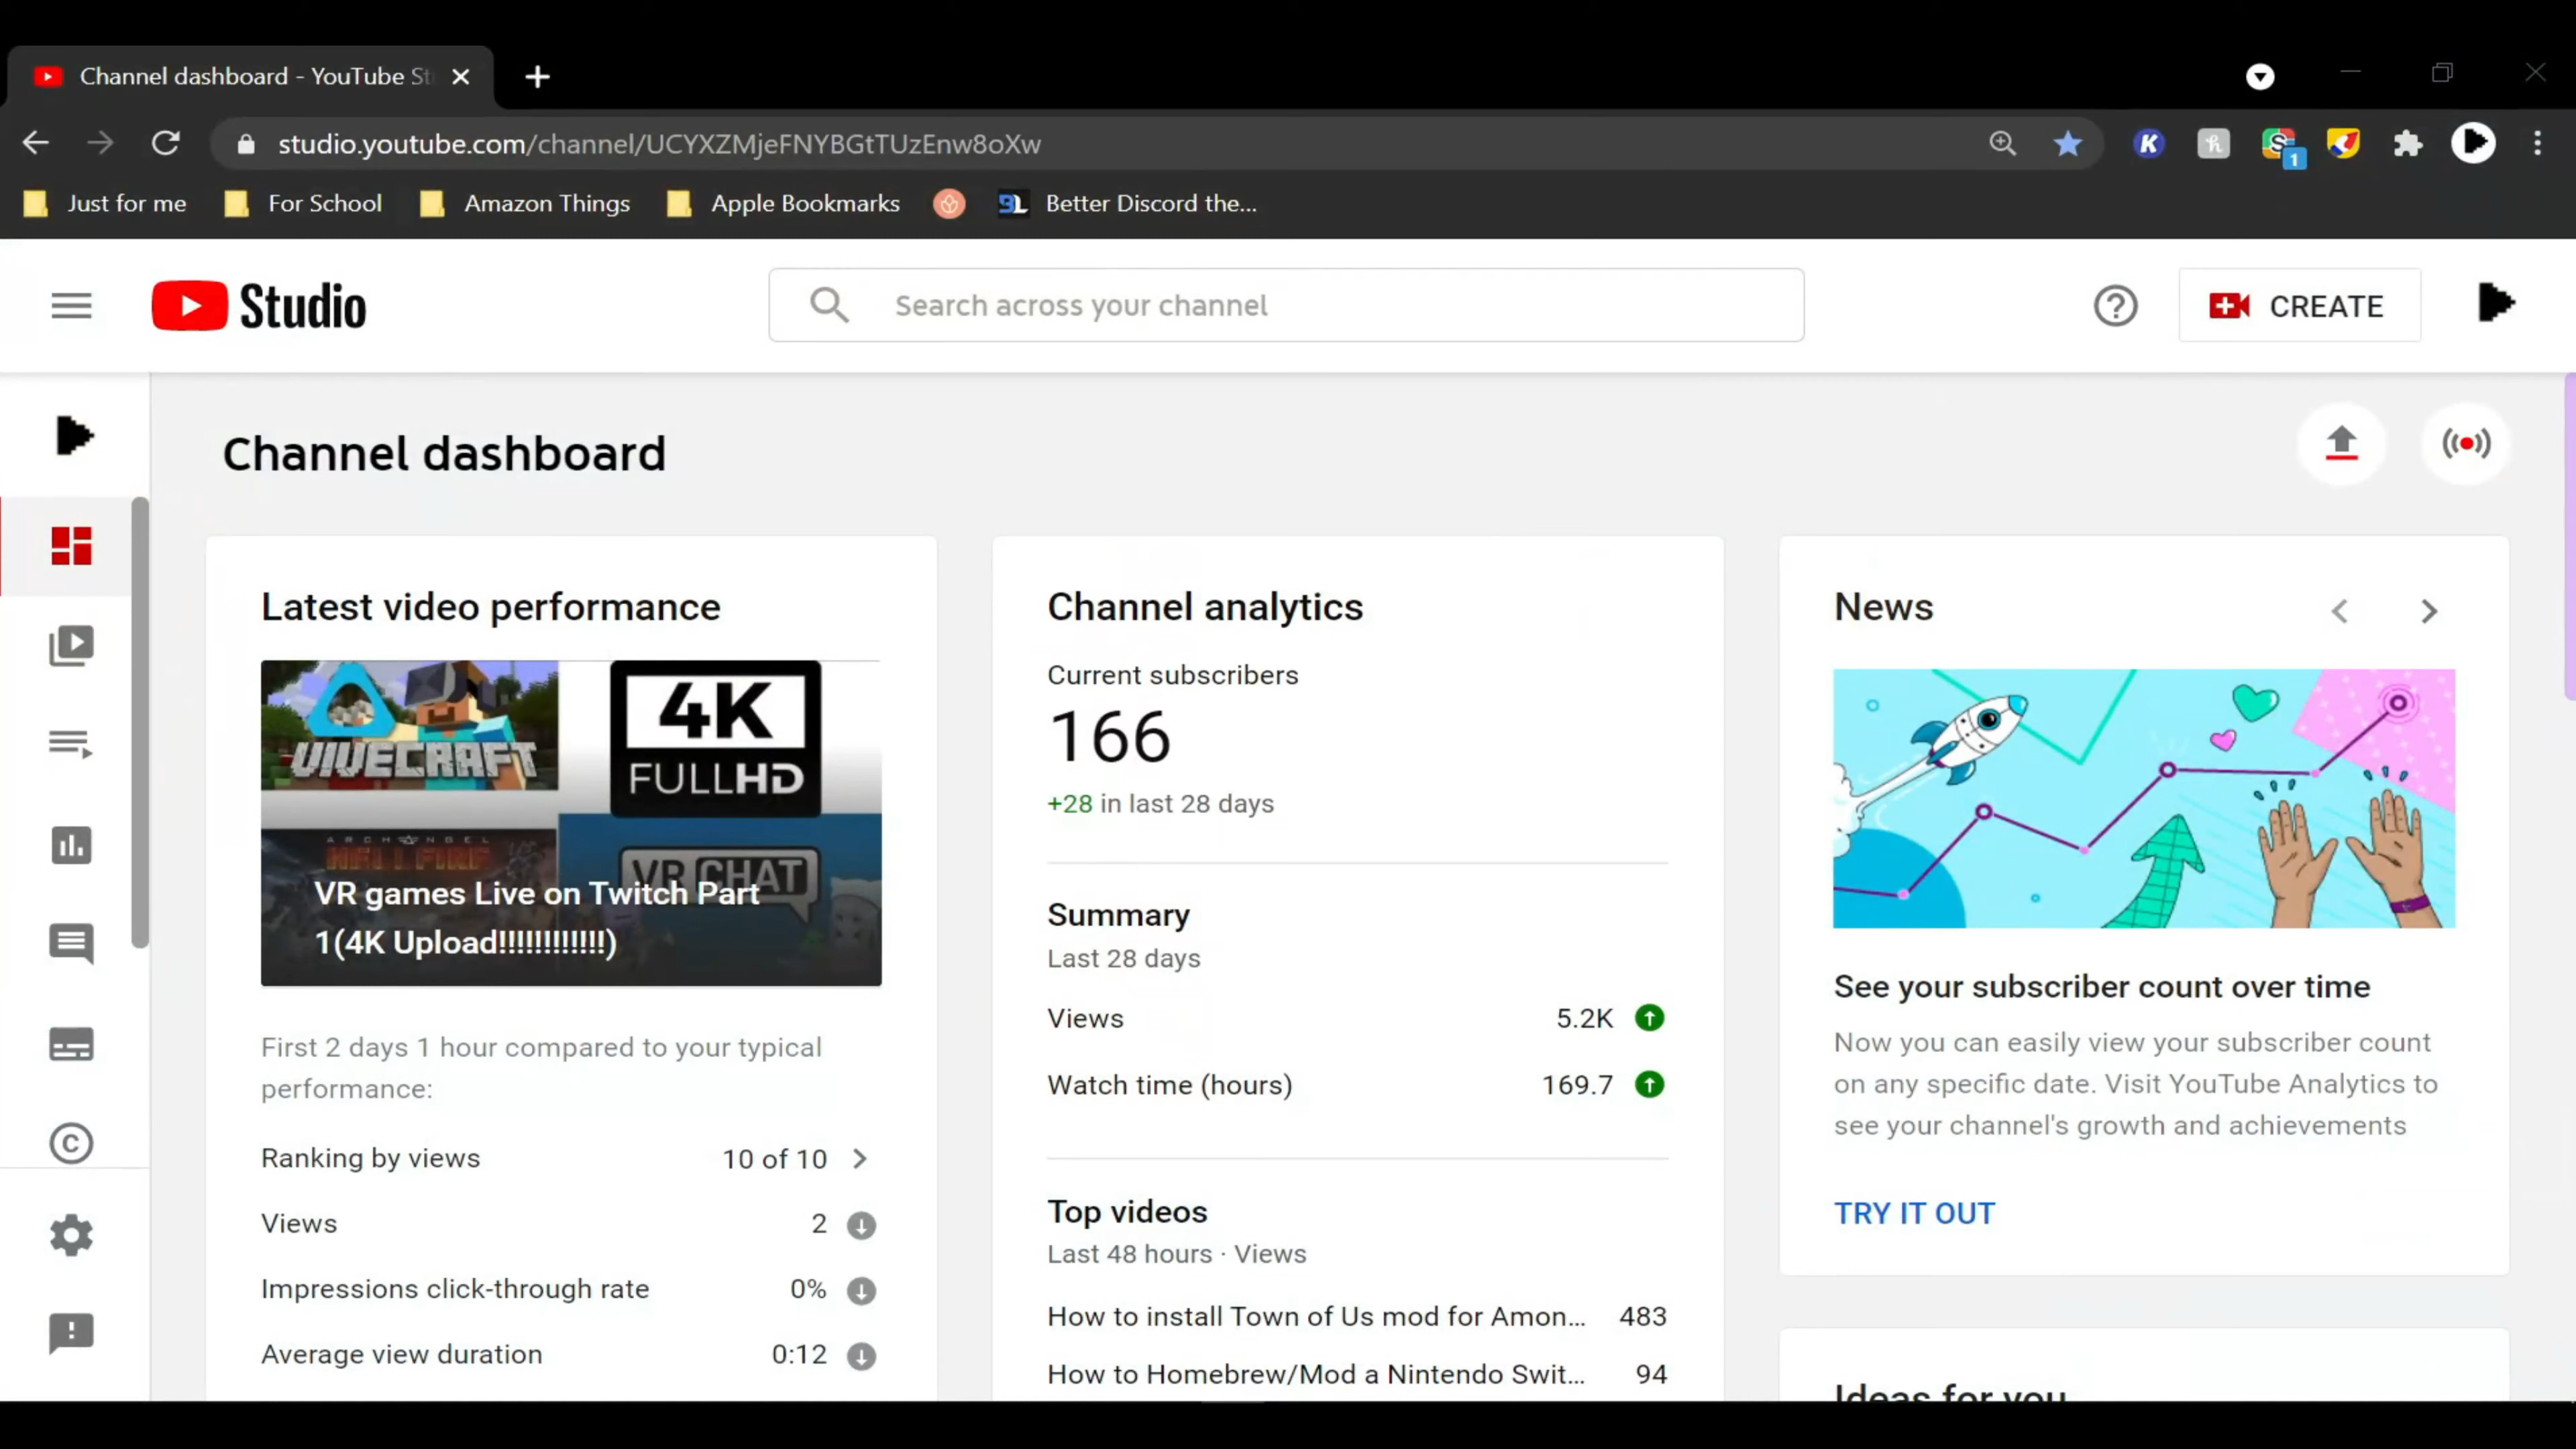 Channel dashboard - YouTube St
studio.youtube.com/channel/UCYXZMjeFNYBGtTUzEnw8oXw
1
Just for me
For School
Amazon Things
Apple Bookmarks
Better Discord the...
Studio
Search across your channel
CREATE
Channel dashboard
Latest video performance
VIVECRAFT
4K
FULLHD
ARCHANGEL
HELLFIRE
VRCHAT
VR games Live on Twitch Part
1(4K Upload!!!!!!!!!!!!!)
First 2 days 1 hour compared to your typical
performance:
Ranking by views 10 of 10
Views 2
Impressions click-through rate 0%
Average view duration 0:12
Channel analytics
Current subscribers
166
+28 in last 28 days
Summary
Last 28 days
Views 5.2K
Watch time (hours) 169.7
Top videos
Last 48 hours · Views
How to install Town of Us mod for Amon... 483
How to Homebrew/Mod a Nintendo Swit... 94
News
See your subscriber count over time
Now you can easily view your subscriber count
on any specific date. Visit YouTube Analytics to
see your channel's growth and achievements
TRY IT OUT
Ideas for you